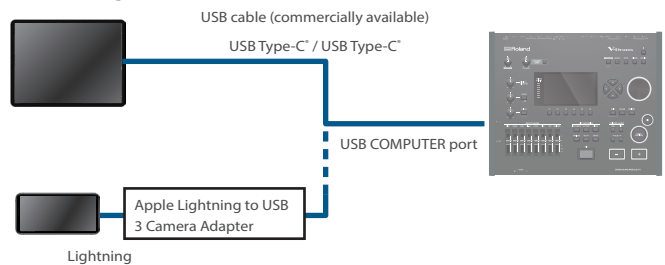 USB cable (commercially available)
USB Type-C® / USB Type-C®
Roland
V-Drums
USB COMPUTER port
Apple Lightning to USB
3 Camera Adapter
Lightning